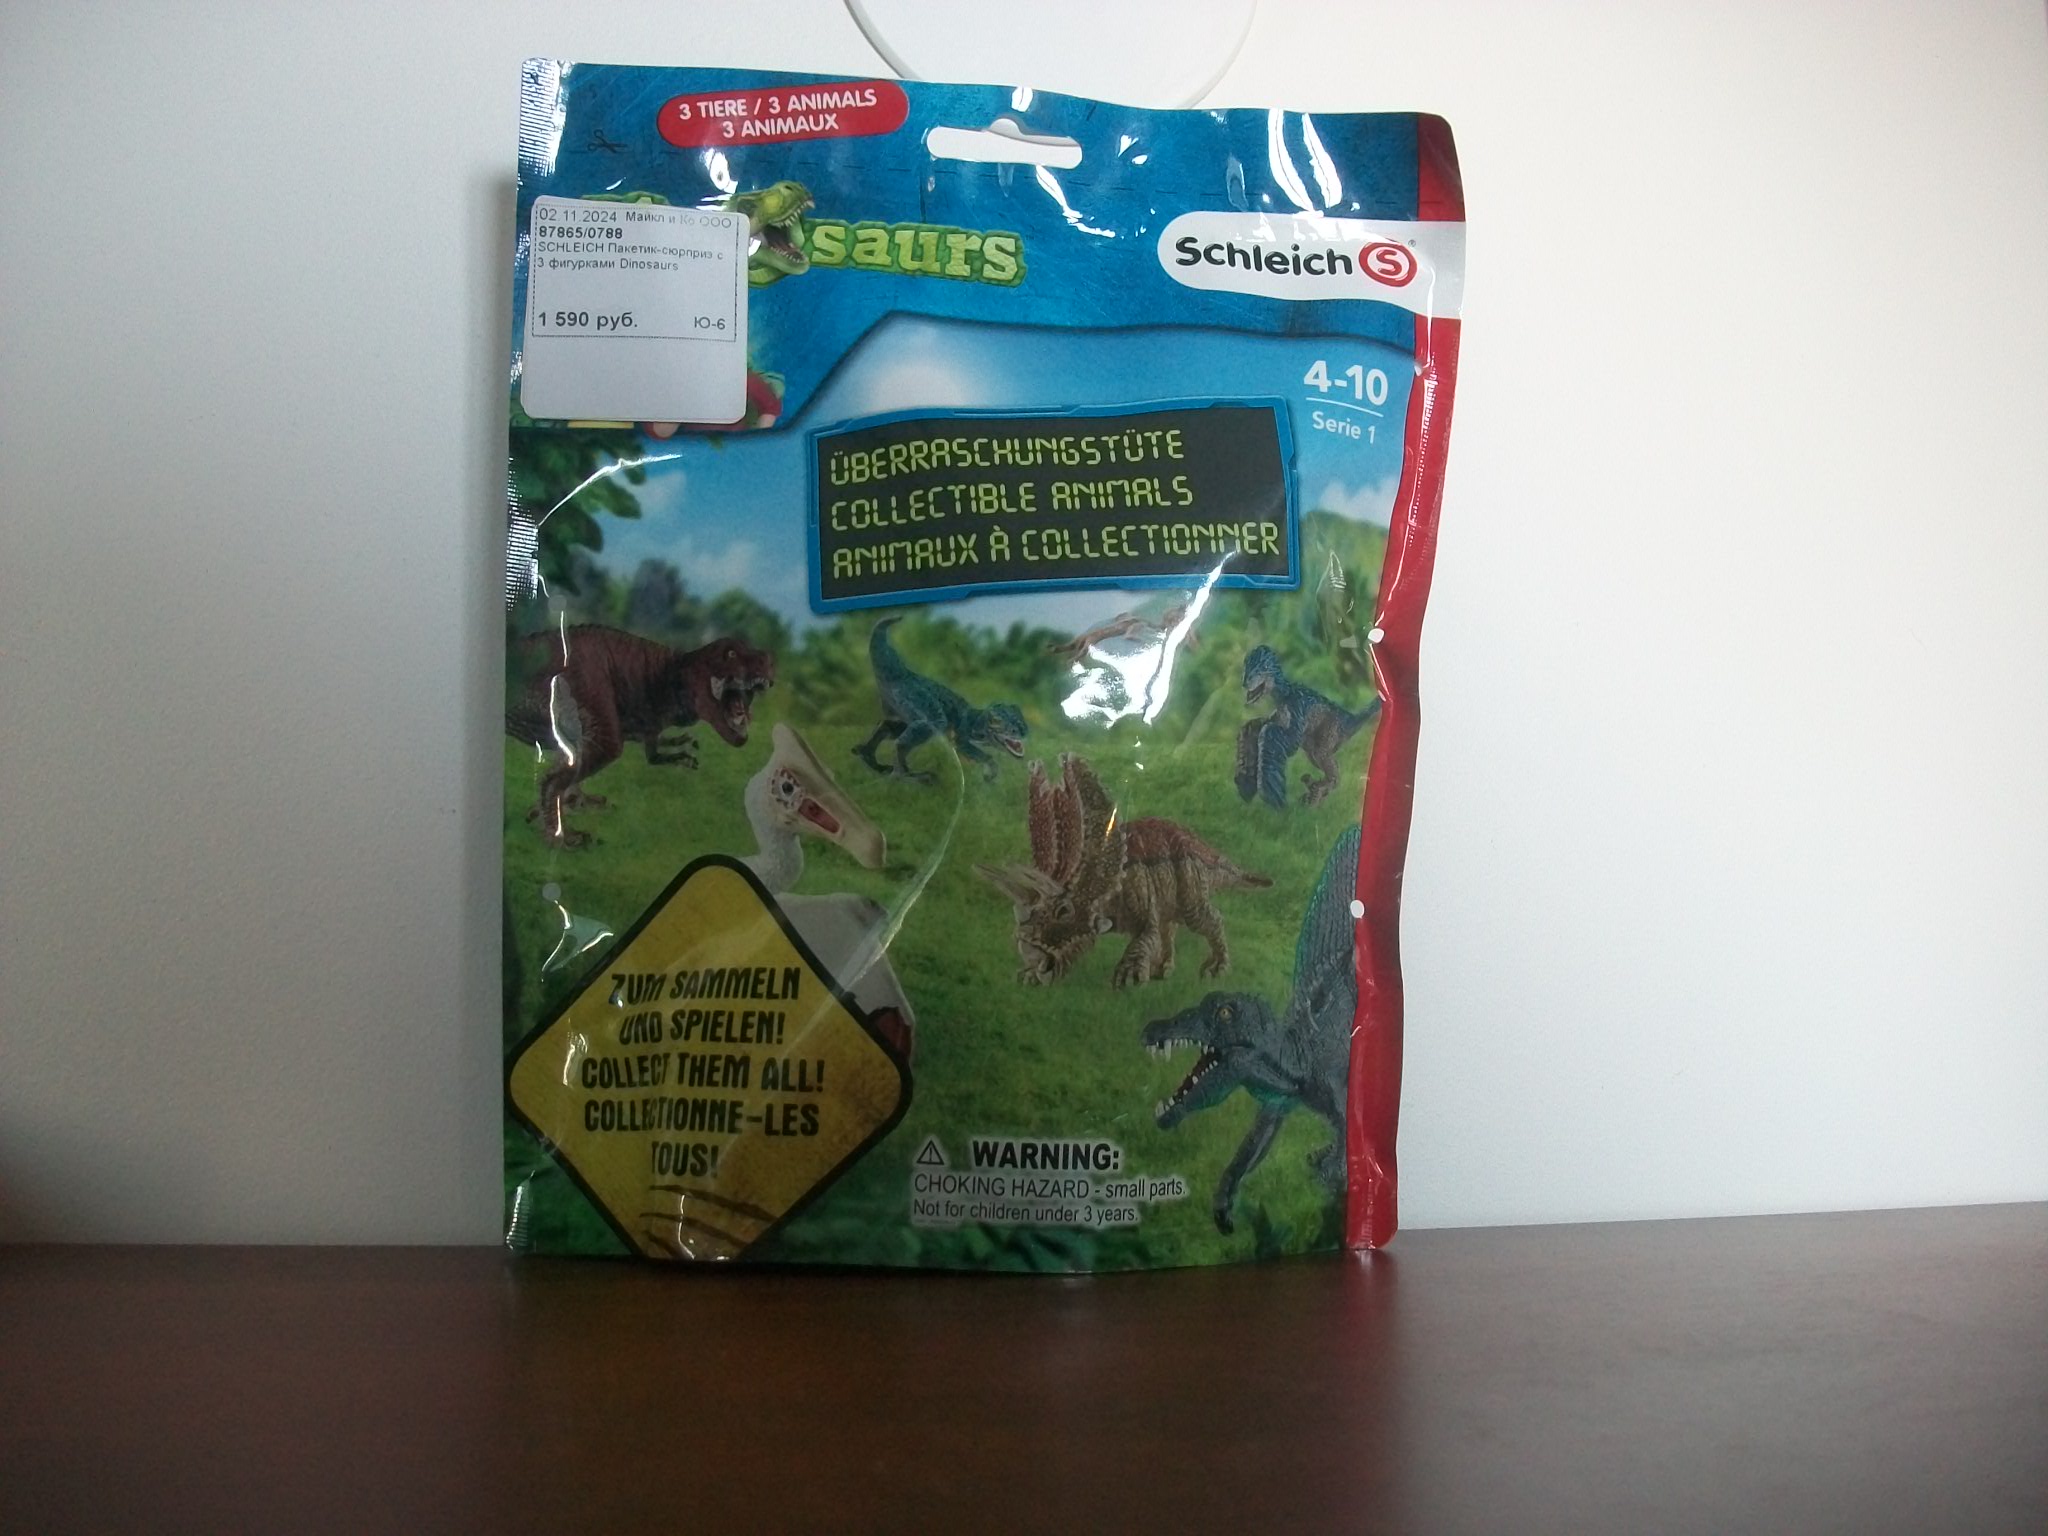 3 TIERE / 3 ANIMALS
3 ANIMAUX
saurs
Schleich S
02.11.2024 Майкл и Ко ООО
87865/0788
SCHLEICH Пакетик-сюрприз с
3 фигурками Dinosaurs
1 590 руб. Ю-6
4-10
Serie 1
ÜBERRASCHUNGSTÜTE
COLLECTIBLE ANIMALS
ANIMAUX À COLLECTIONNER
ZUM SAMMELN
UND SPIELEN!
COLLECT THEM ALL!
COLLECTIONNE-LES
TOUS!
WARNING:
CHOKING HAZARD - small parts.
Not for children under 3 years.